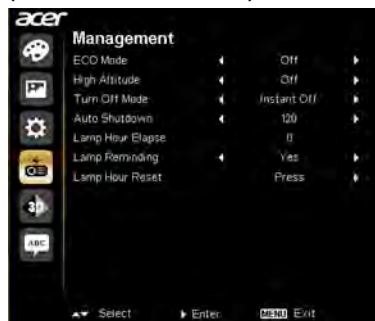 acer
Management
ECO Mode Off
High Altitude Off
Turn Off Mode Instant Off
Auto Shutdown 120
Lamp Hour Elapse 0
Lamp Reminding Yes
Lamp Hour Reset Press
3D
ABC
Select Enter MENU Exit